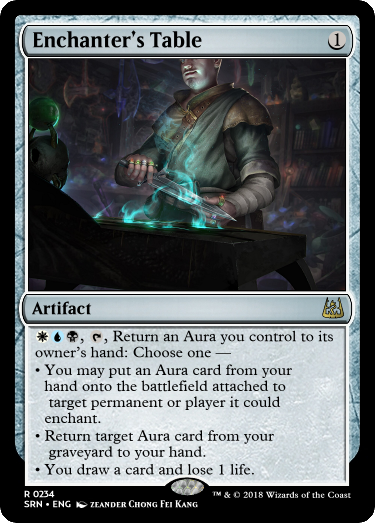 Enchanter's Table 1
Artifact
, , Return an Aura you control to its
owner's hand: Choose one —
• You may put an Aura card from your
hand onto the battlefield attached to
target permanent or player it could
enchant.
• Return target Aura card from your
graveyard to your hand.
• You draw a card and lose 1 life.
R 0234
SRN • ENG ZEANDER CHONG FEI KANG
™ & © 2018 Wizards of the Coast